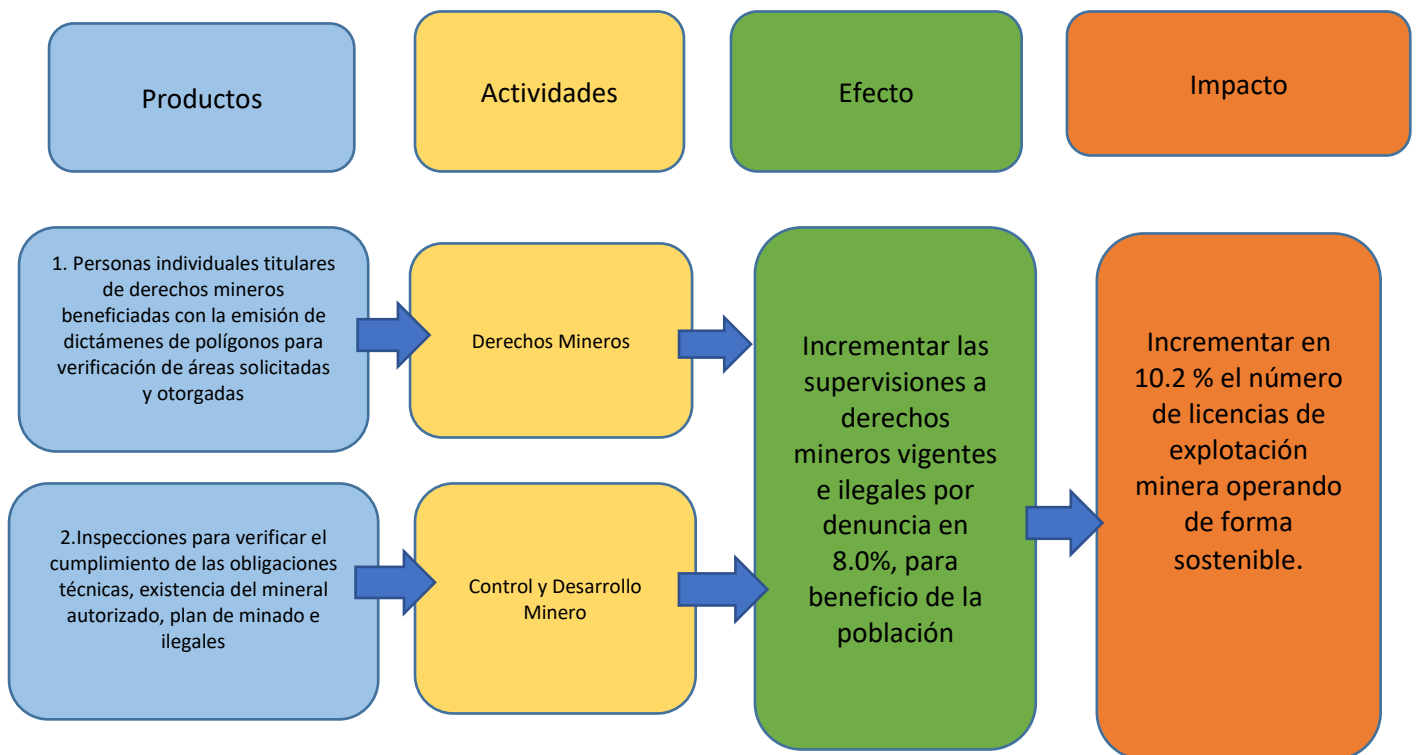 Productos
Actividades
Efecto
Impacto
1. Personas individuales titulares
de derechos mineros
beneficiadas con la emisión de
dictámenes de polígonos para
verificación de áreas solicitadas
y otorgadas
Derechos Mineros
2.Inspecciones para verificar el
cumplimiento de las obligaciones
técnicas, existencia del mineral
autorizado, plan de minado e
ilegales
Control y Desarrollo
Minero
Incrementar las
supervisiones a
derechos
mineros vigentes
e ilegales por
denuncia en
8.0%, para
beneficio de la
población
Incrementar en
10.2 % el número
de licencias de
explotación
minera operando
de forma
sostenible.